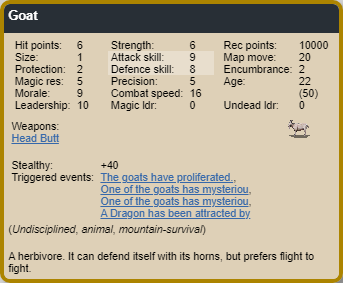 Goat
Hit points: 6 Strength: 6 Rec points: 10000
Size: 1 Attack skill: 9 Map move: 20
Protection: 2 Defence skill: 8 Encumbrance: 2
Magic res: 5 Precision: 5 Age: 22
Morale: 9 Combat speed: 16 (50)
Leadership: 10 Magic ldr: 0 Undead ldr: 0
Weapons:
Head Butt
Stealthy: +40
Triggered events: The goats have proliferated.,
One of the goats has mysteriou,
One of the goats has mysteriou,
A Dragon has been attracted by
(Undisciplined, animal, mountain-survival)
A herbivore. It can defend itself with its horns, but prefers flight to
fight.